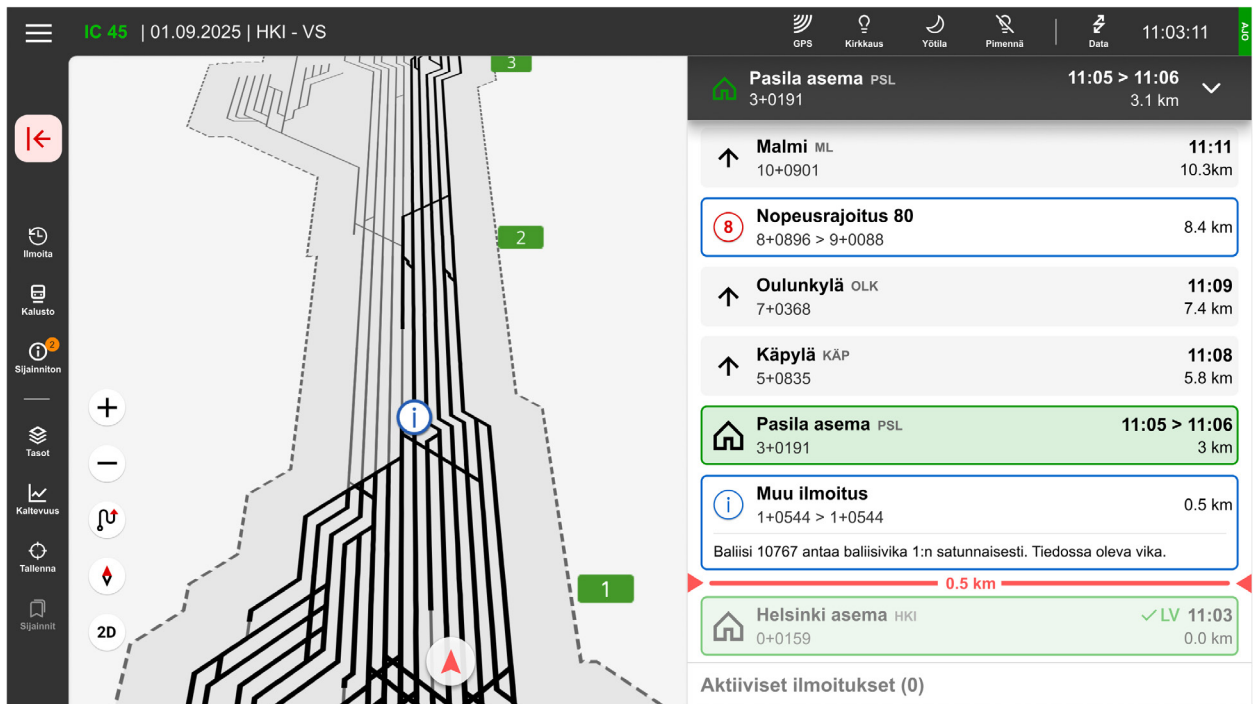 IC 45 | 01.09.2025 | HKI - VS
GPS
Kirkkaus
Yötila
Pimennä
Data
11:03:11
AJO
Ilmoita
Kalusto
2
Sijainniton
Tasot
Kaltevuus
Tallenna
Sijainnit
2D
3
2
i
1
Pasila asema PSL 11:05 > 11:06
3+0191 3.1 km
Malmi ML 11:11
10+0901 10.3km
8
Nopeusrajoitus 80
8+0896 > 9+0088 8.4 km
Oulunkylä OLK 11:09
7+0368 7.4 km
Käpylä KÄP 11:08
5+0835 5.8 km
Pasila asema PSL 11:05 > 11:06
3+0191 3 km
i
Muu ilmoitus
1+0544 > 1+0544 0.5 km
Baliisi 10767 antaa baliisivika 1:n satunnaisesti. Tiedossa oleva vika.
0.5 km
Helsinki asema HKI LV 11:03
0+0159 0.0 km
Aktiiviset ilmoitukset (0)